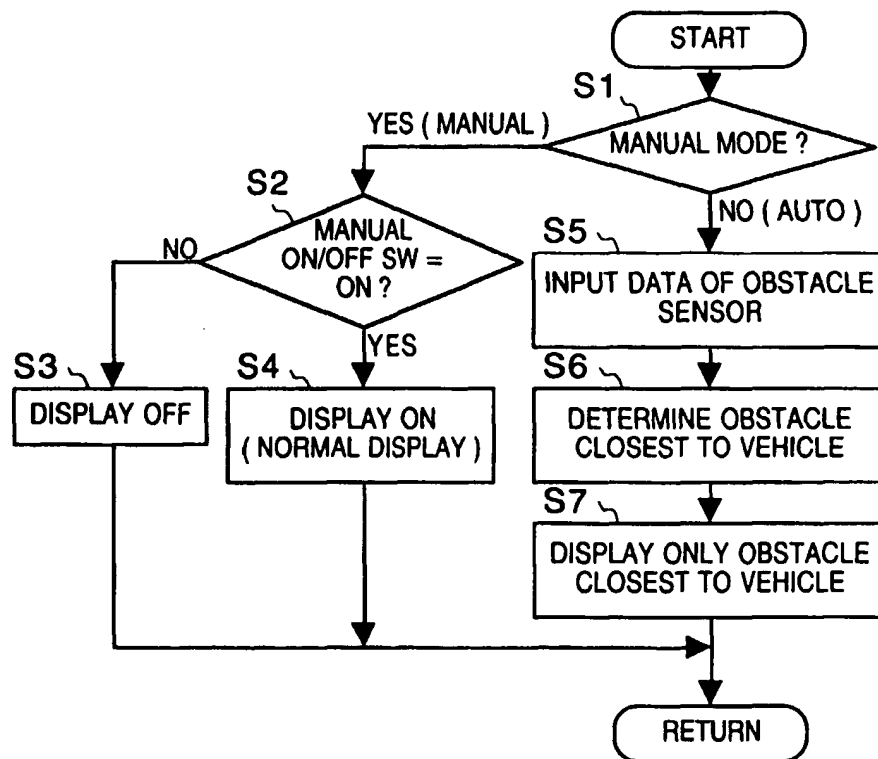 START
S1
YES ( MANUAL )
MANUAL MODE ?
S2
NO ( AUTO )
NO
MANUAL
ON/OFF SW =
ON ?
S5
INPUT DATA OF OBSTACLE
SENSOR
YES
S3
DISPLAY OFF
S4
DISPLAY ON
( NORMAL DISPLAY )
S6
DETERMINE OBSTACLE
CLOSEST TO VEHICLE
S7
DISPLAY ONLY OBSTACLE
CLOSEST TO VEHICLE
RETURN